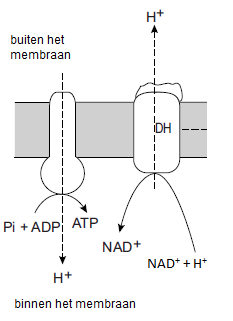 H+
buiten het
membraan
DH
Pi + ADP
ATP
NAD+
NAD+ + H+
H+
binnen het membraan